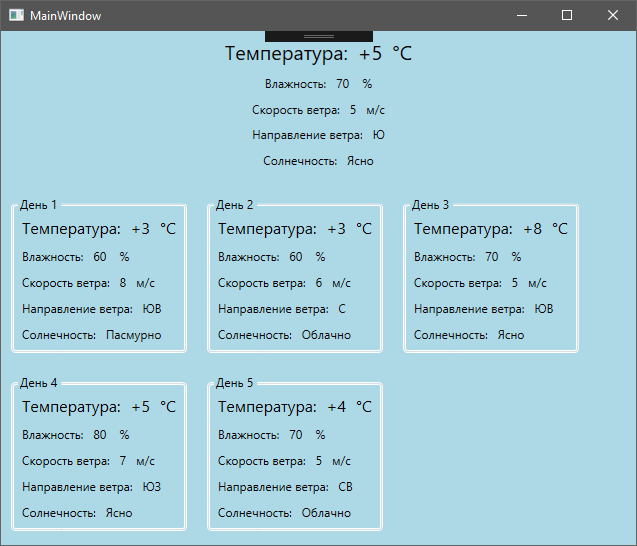 MainWindow
Температура: +5 °C
Влажность: 70 %
Скорость ветра: 5 м/с
Направление ветра: Ю
Солнечность: Ясно
День 1
Температура: +3 °C
Влажность: 60 %
Скорость ветра: 8 м/с
Направление ветра: ЮВ
Солнечность: Пасмурно
День 2
Температура: +3 °C
Влажность: 60 %
Скорость ветра: 6 м/с
Направление ветра: С
Солнечность: Облачно
День 3
Температура: +8 °C
Влажность: 70 %
Скорость ветра: 5 м/с
Направление ветра: ЮВ
Солнечность: Ясно
День 4
Температура: +5 °C
Влажность: 80 %
Скорость ветра: 7 м/с
Направление ветра: ЮЗ
Солнечность: Ясно
День 5
Температура: +4 °C
Влажность: 70 %
Скорость ветра: 5 м/с
Направление ветра: СВ
Солнечность: Облачно